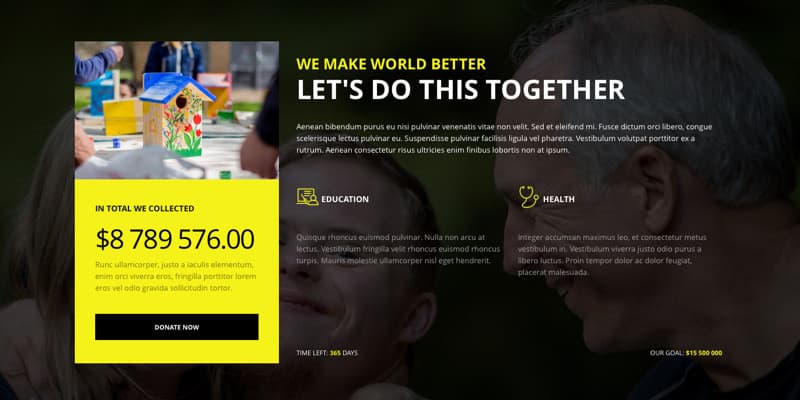 IN TOTAL WE COLLECTED
$8 789 576.00
Runc ullamcorper, justo a iaculis elementum,
enim orci viverra eros, fringilla porttitor lorem
eros vel odio gravida sollicitudin tortor.
DONATE NOW
WE MAKE WORLD BETTER
LET'S DO THIS TOGETHER
Aenean bibendum purus eu nisi pulvinar venenatis vitae non velit. Sed et eleifend mi. Fusce dictum orci libero, congue
scelerisque lectus pulvinar eu. Suspendisse pulvinar facilisis ligula vel pharetra. Vestibulum volutpat porttitor ex a
rutrum. Aenean consectetur risus ultricies enim finibus lobortis non at ipsum.
EDUCATION
Quisque rhoncus euismod pulvinar. Nulla non arcu at
lectus. Vestibulum fringilla velit rhoncus euismod rhoncus
turpis. Mauris molestie ullamcorper nisl eget hendrerit.
HEALTH
Integer accumsan maximus leo, et consectetur metus
vestibulum in. Vestibulum viverra justo odio purus a
libero luctus. Proin tempor dolor ac dolor feugiat,
placerat malesuada.
TIME LEFT: 365 DAYS
OUR GOAL: $15 500 000